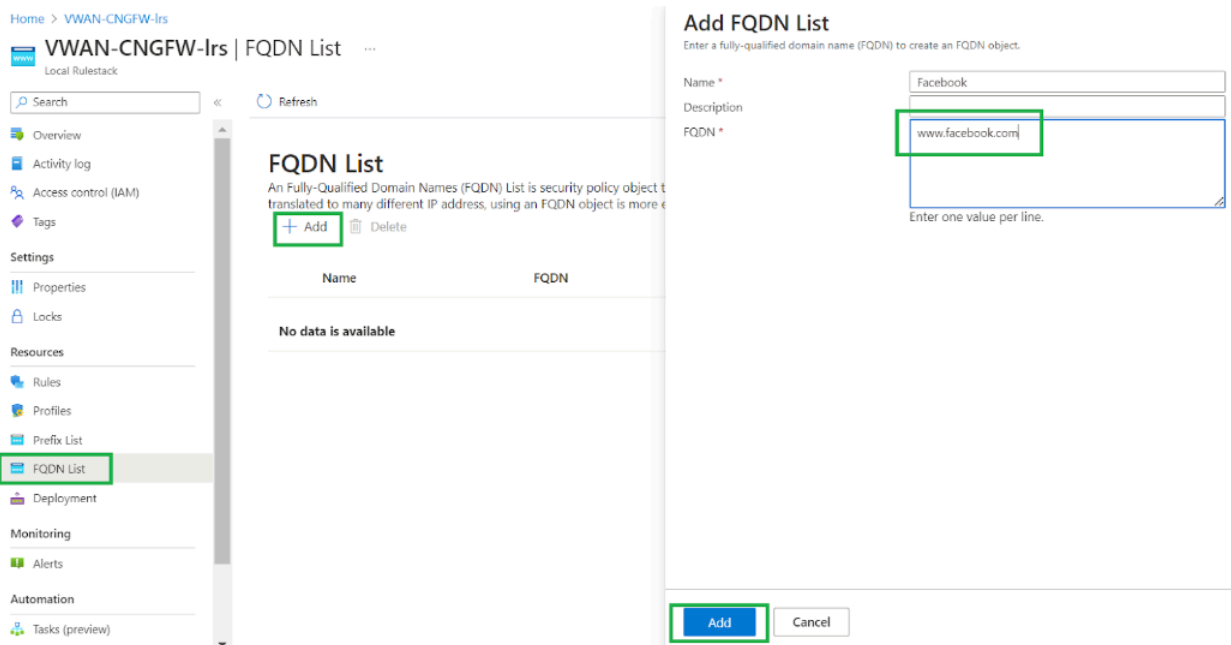 Home > VWAN-CNGFW-lrs
VWAN-CNGFW-lrs | FQDN List ...
Local Rulestack
Search
«
Overview
Activity log
Access control (IAM)
Tags
Settings
Properties
Locks
Resources
Rules
Profiles
Prefix List
FQDN List
Deployment
Monitoring
Alerts
Automation
Tasks (preview)
Refresh
FQDN List
An Fully-Qualified Domain Names (FQDN) List is security policy object t
translated to many different IP address, using an FQDN object is more e
+ Add Delete
Name FQDN
No data is available
Add FQDN List
Enter a fully-qualified domain name (FQDN) to create an FQDN object.
Name * Facebook
Description
FQDN * www.facebook.com
Enter one value per line.
Add Cancel